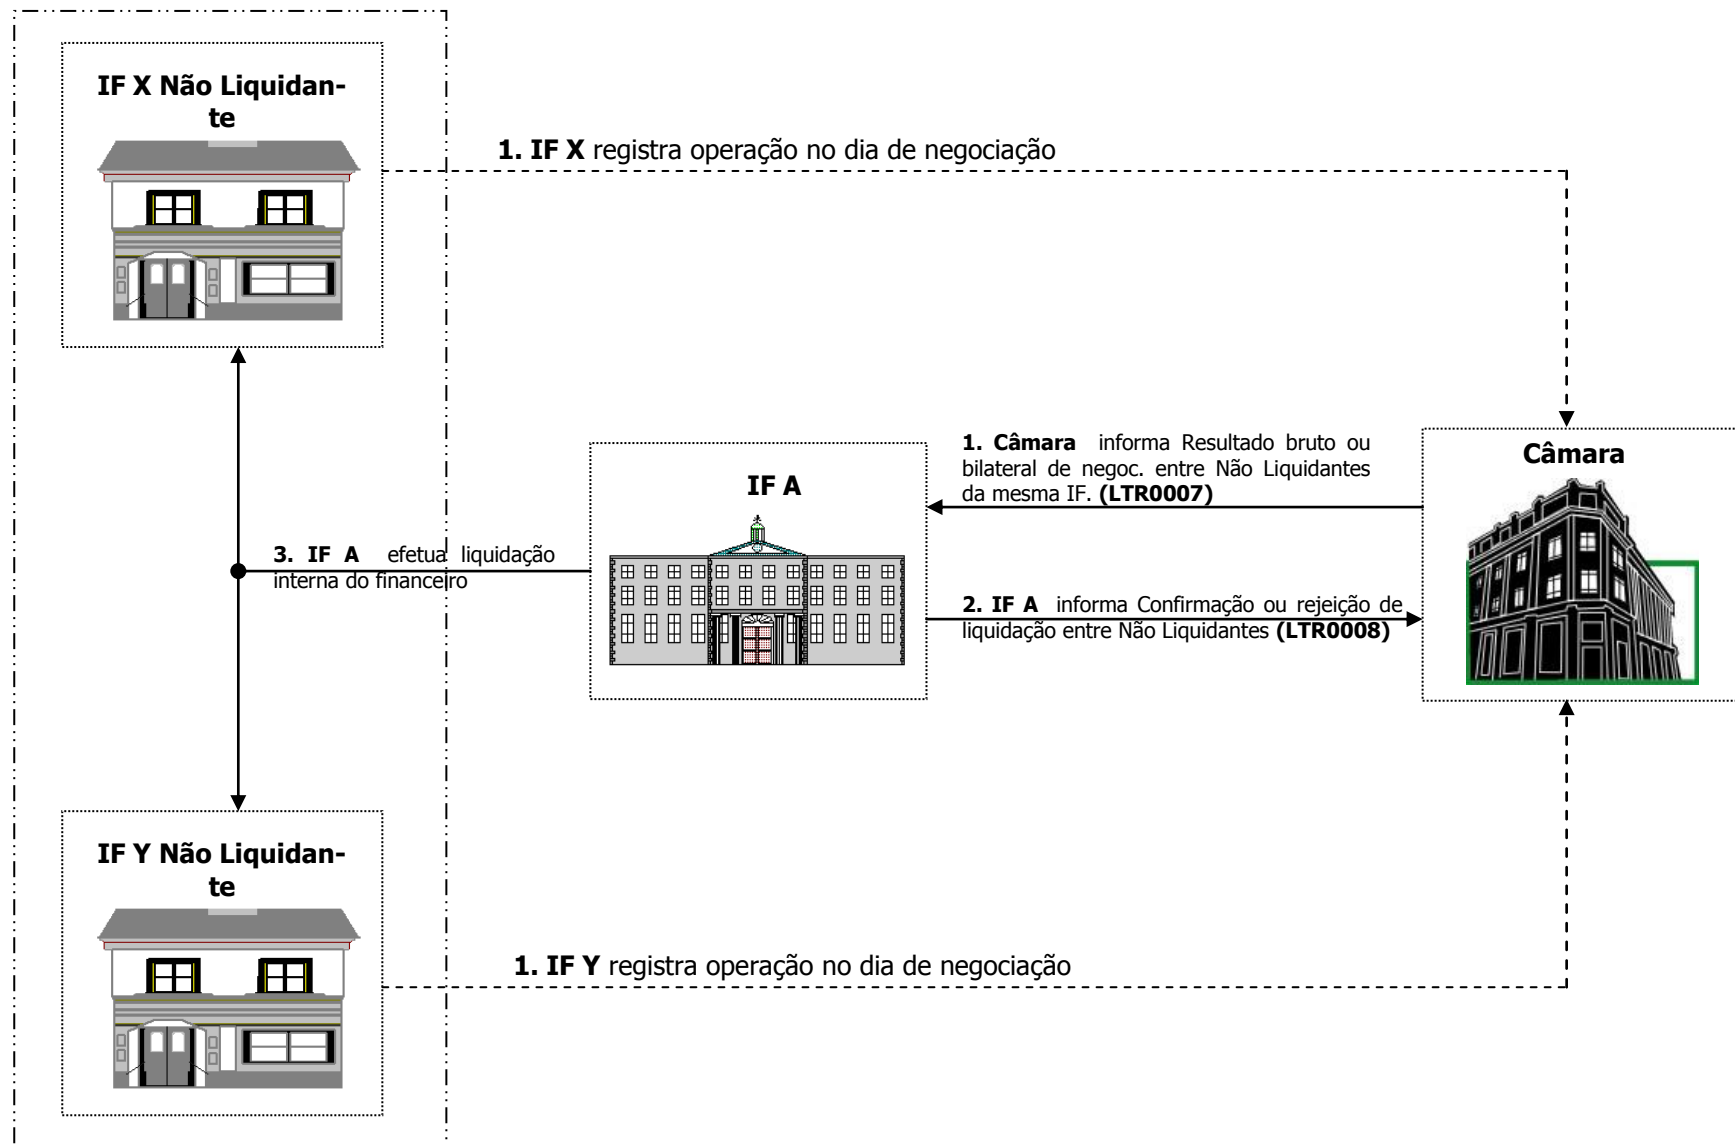 IF X Não Liquidan-
te
1. IF X registra operação no dia de negociação
1. Câmara informa Resultado bruto ou
bilateral de negoc. entre Não Liquidantes
da mesma IF. (LTR0007)
Câmara
IF A
3. IF A efetua liquidação
interna do financeiro
2. IF A informa Confirmação ou rejeição de
liquidação entre Não Liquidantes (LTR0008)
IF Y Não Liquidan-
te
1. IF Y registra operação no dia de negociação